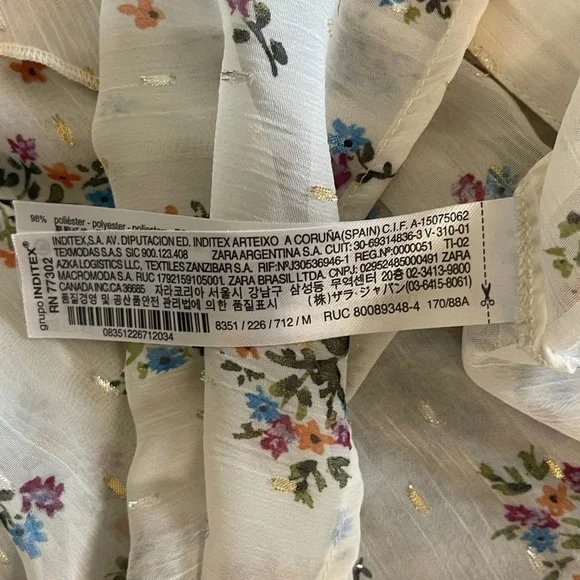 98% poliéster - polyester - polyester
grupo INDITEX®
RN 77302
INDITEX,S.A. AV. DIPUTACION ED. INDITEX ARTEIXO A CORUÑA(SPAIN) C.I.F. A-15075062
TEXMODAS S.A.S SIC 900.123.408 ZARA ARGENTINA S.A. CUIT: 30-69314836-3 V-310-01
AZKA LOGISTICS LLC, TEXTILES ZANZIBAR S.A. RIF:NºJ30536946-1 REG.Nº0000051 TI-02
MACROMODA S.A. RUC 1792159105001. ZARA BRASIL LTDA. CNPJ: 02952485000491 ZARA
CANADA INC.CA 36685 자라코리아 서울시 강남구 삼성동 무역센터 20층 02-3413-9800
품질경영 및 공산품안전 관리법에 의한 품질표시 (株) ザラ・ジャパン (03-6415-8061)
8351 / 226 / 712 / M RUC 80089348-4 170/88A
08351226712034